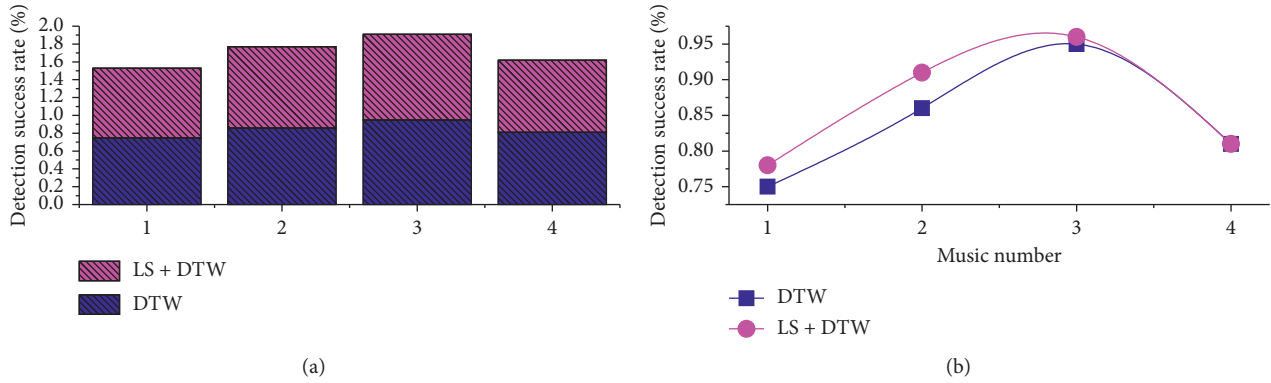 Detection success rate (%)
2.0
1.8
1.6
1.4
1.2
1.0
0.8
0.6
0.4
0.2
0.0
1 2 3 4
LS + DTW
DTW
(a)
Detection success rate (%)
0.95
0.90
0.85
0.80
0.75
1 2 3 4
Music number
DTW
LS + DTW
(b)